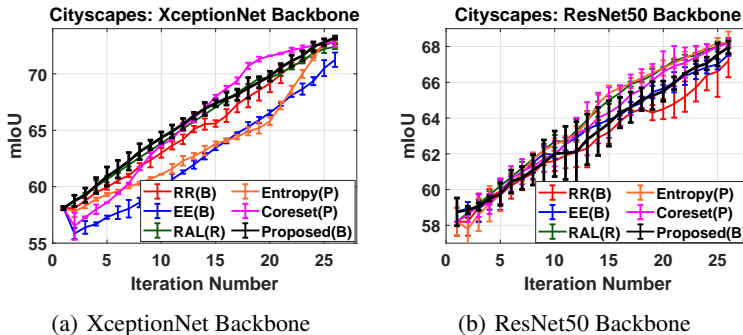 Cityscapes: XceptionNet Backbone
mIoU
70
65
60
55
0 5 10 15 20 25
Iteration Number
RR(B) Entropy(P)
EE(B) Coreset(P)
RAL(R) Proposed(B)
(a) XceptionNet Backbone
Cityscapes: ResNet50 Backbone
mIoU
68
66
64
62
60
58
0 5 10 15 20 25
Iteration Number
RR(B) Entropy(P)
EE(B) Coreset(P)
RAL(R) Proposed(B)
(b) ResNet50 Backbone